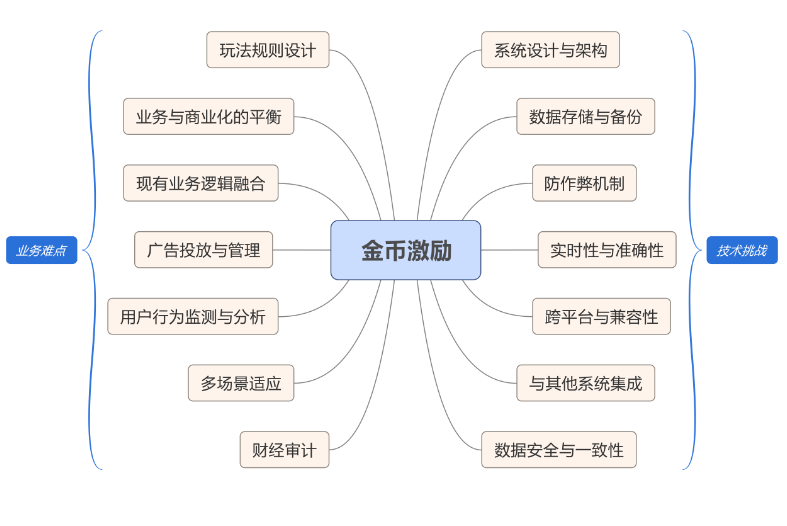 业务难点
玩法规则设计
业务与商业化的平衡
现有业务逻辑融合
广告投放与管理
用户行为监测与分析
多场景适应
财经审计
金币激励
系统设计与架构
数据存储与备份
防作弊机制
实时性与准确性
跨平台与兼容性
与其他系统集成
数据安全与一致性
技术挑战